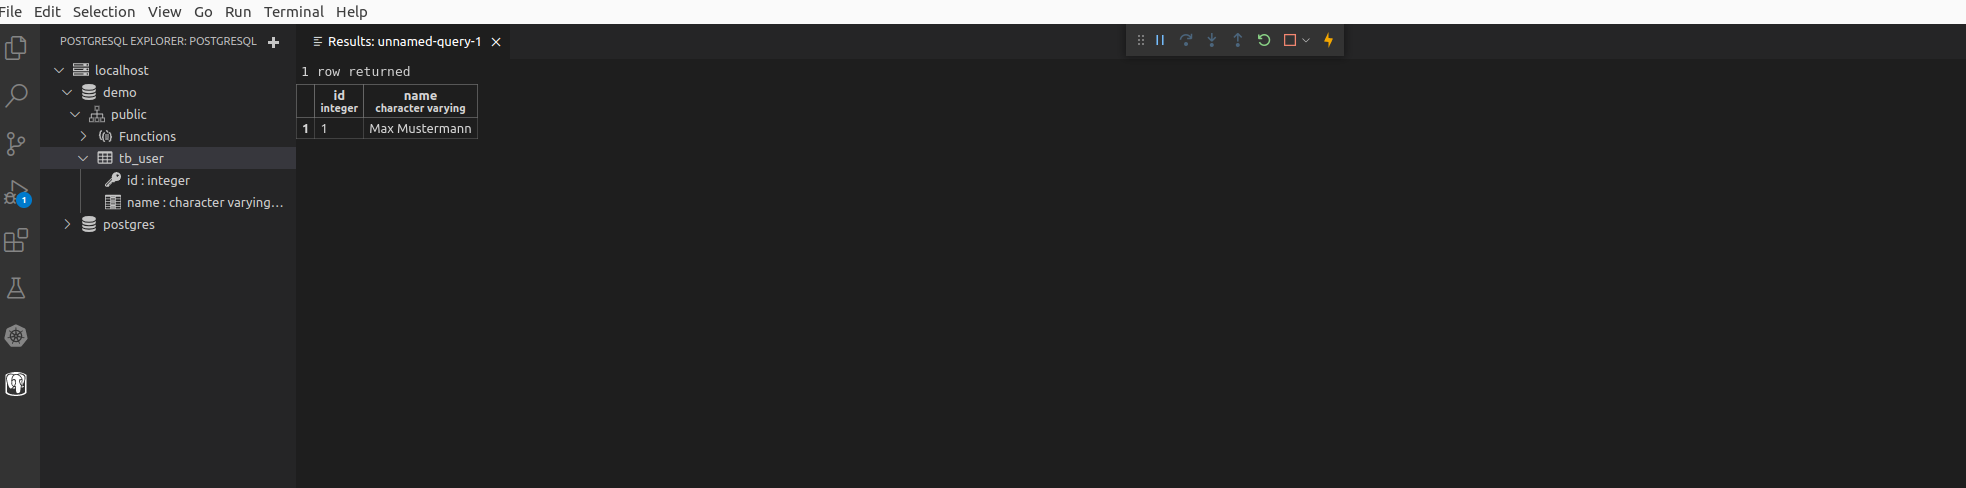 File Edit Selection View Go Run Terminal Help
POSTGRESQL EXPLORER: POSTGRESQL
localhost
demo
public
Functions
tb_user
id : integer
name : character varying...
postgres
1
Results: unnamed-query-1
1 row returned
id name
integer character varying
1 1 Max Mustermann